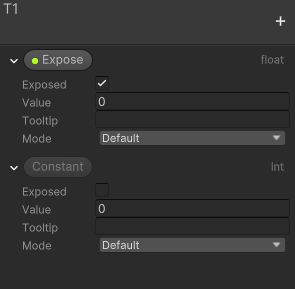 T1
+
Expose float
Exposed
Value 0
Tooltip
Mode Default
Constant Int
Exposed
Value 0
Tooltip
Mode Default